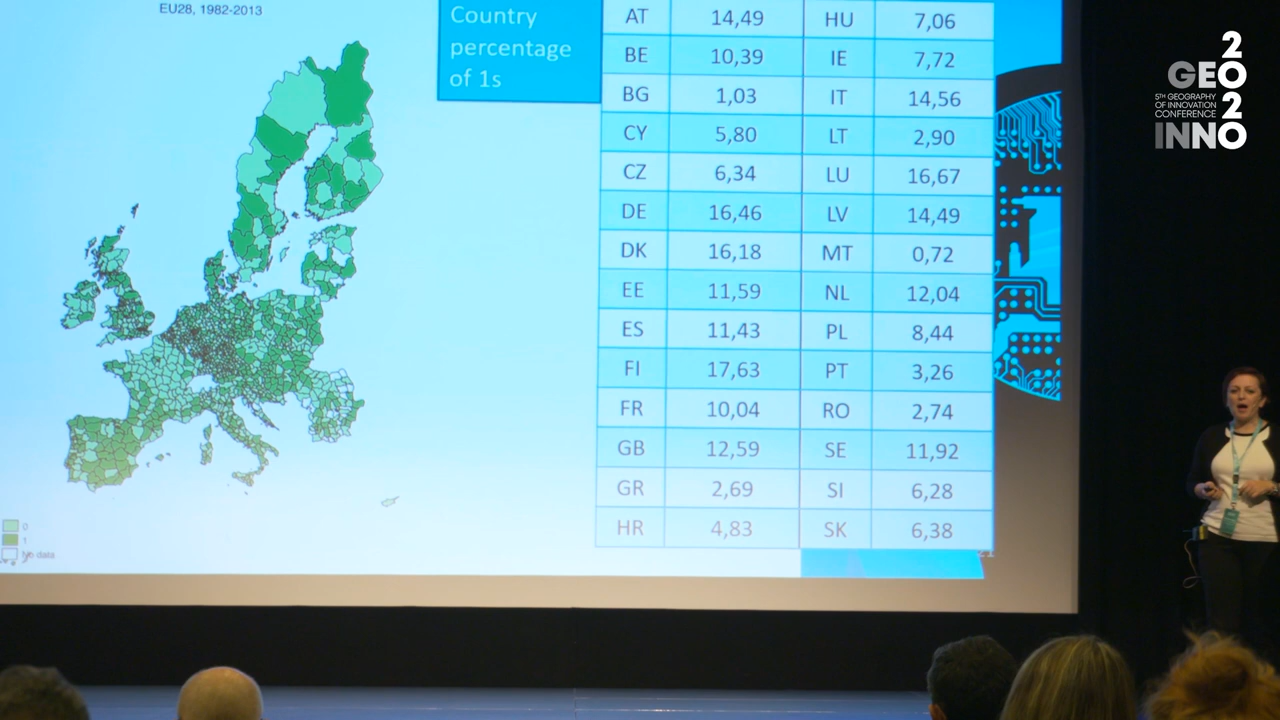 EU28, 1982-2013
Country
percentage
of 1s
AT 14,49 HU 7,06
BE 10,39 IE 7,72
BG 1,03 IT 14,56
CY 5,80 LT 2,90
CZ 6,34 LU 16,67
DE 16,46 LV 14,49
DK 16,18 MT 0,72
EE 11,59 NL 12,04
ES 11,43 PL 8,44
FI 17,63 PT 3,26
FR 10,04 RO 2,74
GB 12,59 SE 11,92
GR 2,69 SI 6,28
HR 4,83 SK 6,38
0
1
No data
2
GEO
5TH GEOGRAPHY
OF INNOVATION
CONFERENCE
2
INNO